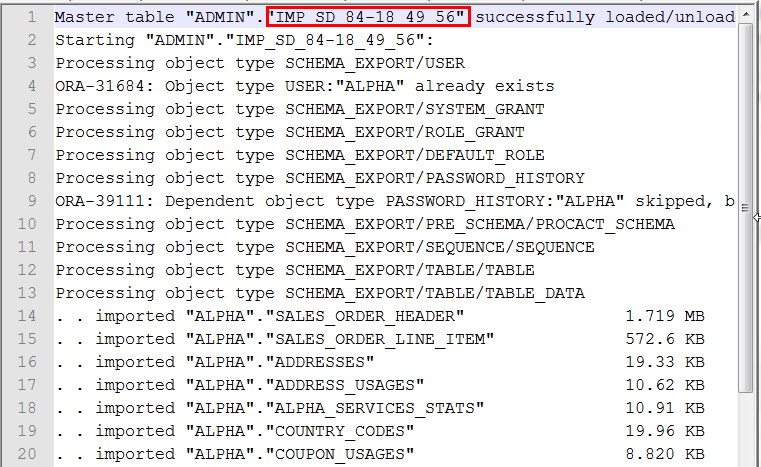 1 Master table "ADMIN"."IMP_SD_84-18_49_56" successfully loaded/unload
2 Starting "ADMIN"."IMP_SD_84-18_49_56":
3 Processing object type SCHEMA_EXPORT/USER
4 ORA-31684: Object type USER:"ALPHA" already exists
5 Processing object type SCHEMA_EXPORT/SYSTEM_GRANT
6 Processing object type SCHEMA_EXPORT/ROLE_GRANT
7 Processing object type SCHEMA_EXPORT/DEFAULT_ROLE
8 Processing object type SCHEMA_EXPORT/PASSWORD_HISTORY
9 ORA-39111: Dependent object type PASSWORD_HISTORY:"ALPHA" skipped, b
10 Processing object type SCHEMA_EXPORT/PRE_SCHEMA/PROCACT_SCHEMA
11 Processing object type SCHEMA_EXPORT/SEQUENCE/SEQUENCE
12 Processing object type SCHEMA_EXPORT/TABLE/TABLE
13 Processing object type SCHEMA_EXPORT/TABLE/TABLE_DATA
14 . . imported "ALPHA"."SALES_ORDER_HEADER" 1.719 MB
15 . . imported "ALPHA"."SALES_ORDER_LINE_ITEM" 572.6 KB
16 . . imported "ALPHA"."ADDRESSES" 19.33 KB
17 . . imported "ALPHA"."ADDRESS_USAGES" 10.62 KB
18 . . imported "ALPHA"."ALPHA_SERVICES_STATS" 10.91 KB
19 . . imported "ALPHA"."COUNTRY_CODES" 19.96 KB
20 . . imported "ALPHA"."COUPON_USAGES" 8.820 KB